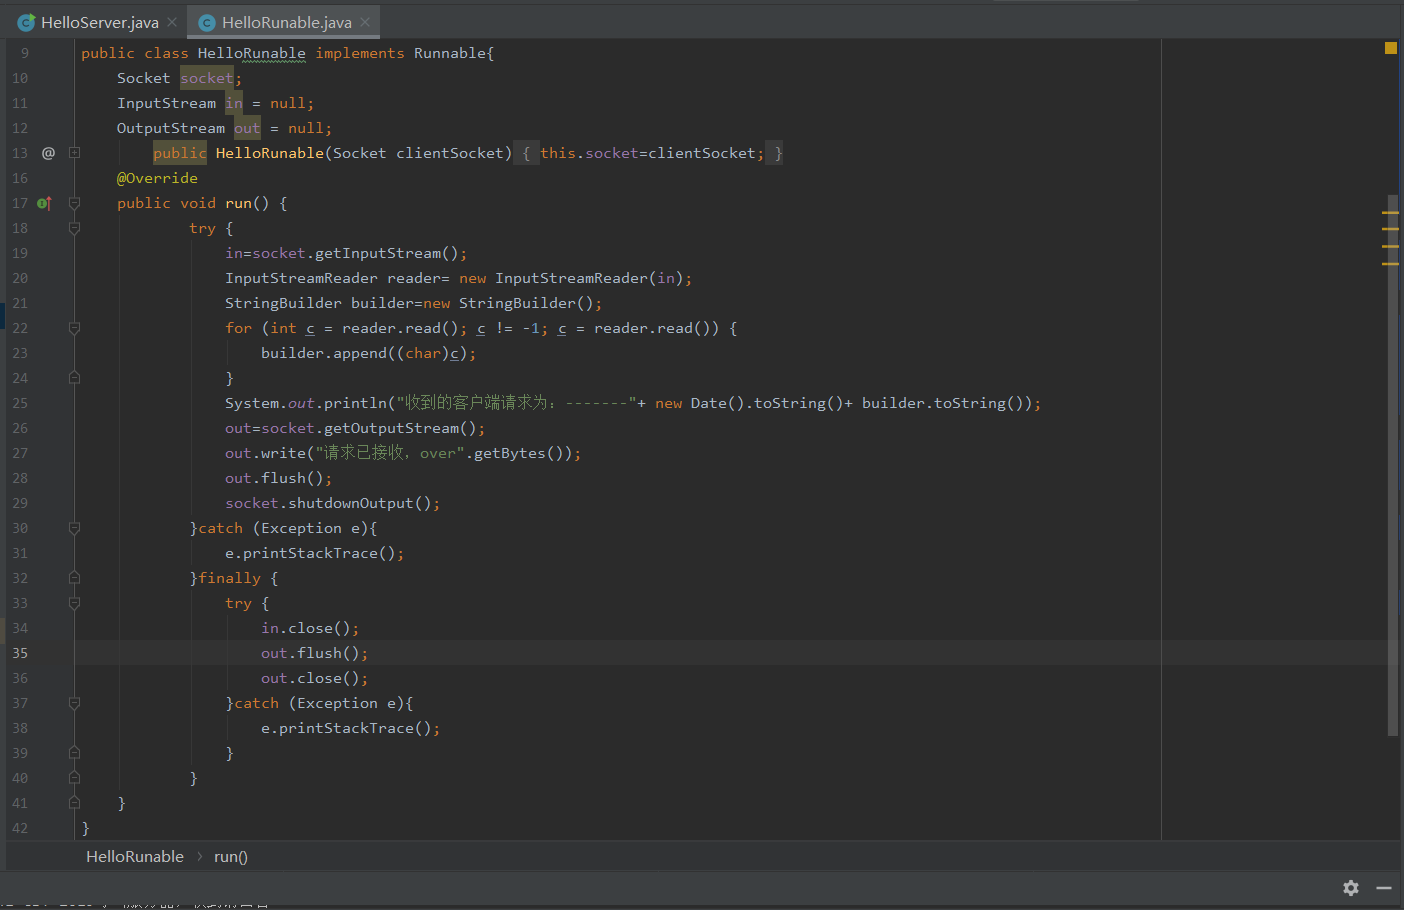 HelloServer.java HelloRunable.java
9 public class HelloRunable implements Runnable{
10 Socket socket;
11 InputStream in = null;
12 OutputStream out = null;
13 @ public HelloRunable(Socket clientSocket) { this.socket=clientSocket; }
16 @Override
17 public void run() {
18 try {
19 in=socket.getInputStream();
20 InputStreamReader reader= new InputStreamReader(in);
21 StringBuilder builder=new StringBuilder();
22 for (int c = reader.read(); c != -1; c = reader.read()) {
23 builder.append((char)c);
24 }
25 System.out.println("收到的客户端请求为：-------"+ new Date().toString()+ builder.toString());
26 out=socket.getOutputStream();
27 out.write("请求已接收，over".getBytes());
28 out.flush();
29 socket.shutdownOutput();
30 }catch (Exception e){
31 e.printStackTrace();
32 }finally {
33 try {
34 in.close();
35 out.flush();
36 out.close();
37 }catch (Exception e){
38 e.printStackTrace();
39 }
40 }
41 }
42 }
HelloRunable › run()